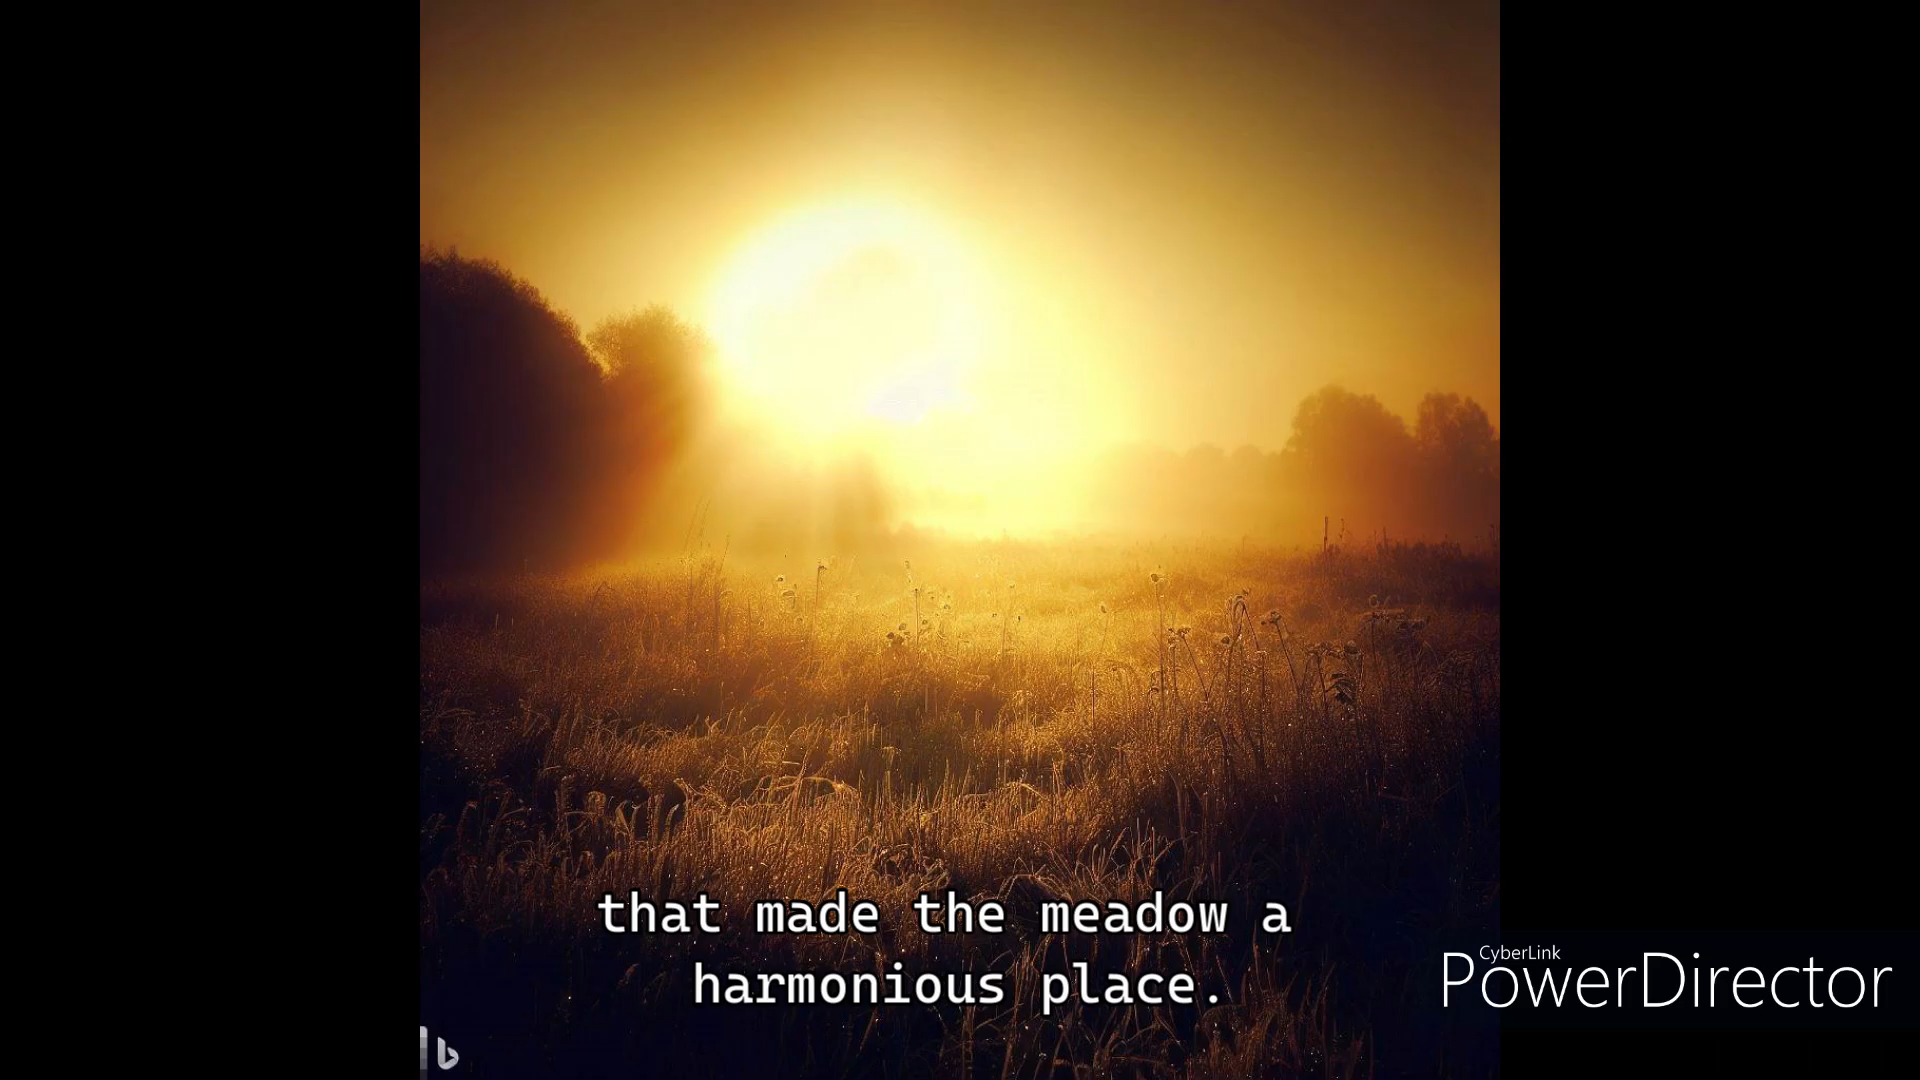 that made the meadow a
harmonious place.
CyberLink
PowerDirector
b